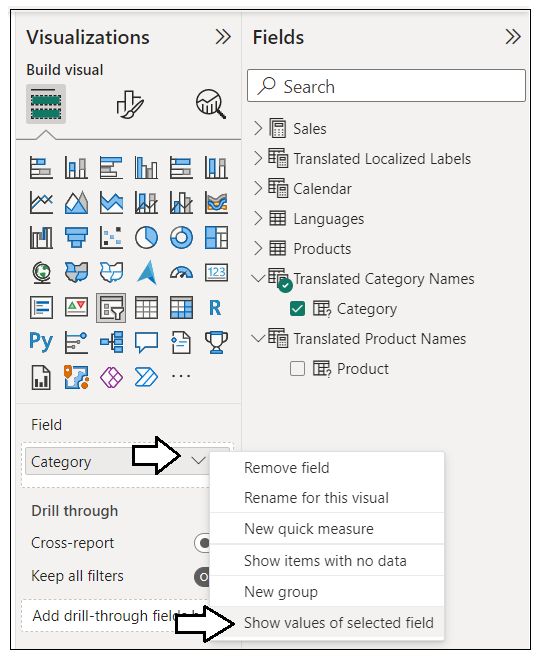 Visualizations
Build visual
123
R
Py
Field
Category
Drill through
Cross-report
Keep all filters
O
Add drill-through fields h
Fields
Search
Sales
Translated Localized Labels
Calendar
Languages
Products
Translated Category Names
Category
Translated Product Names
Product
Remove field
Rename for this visual
New quick measure
Show items with no data
New group
Show values of selected field